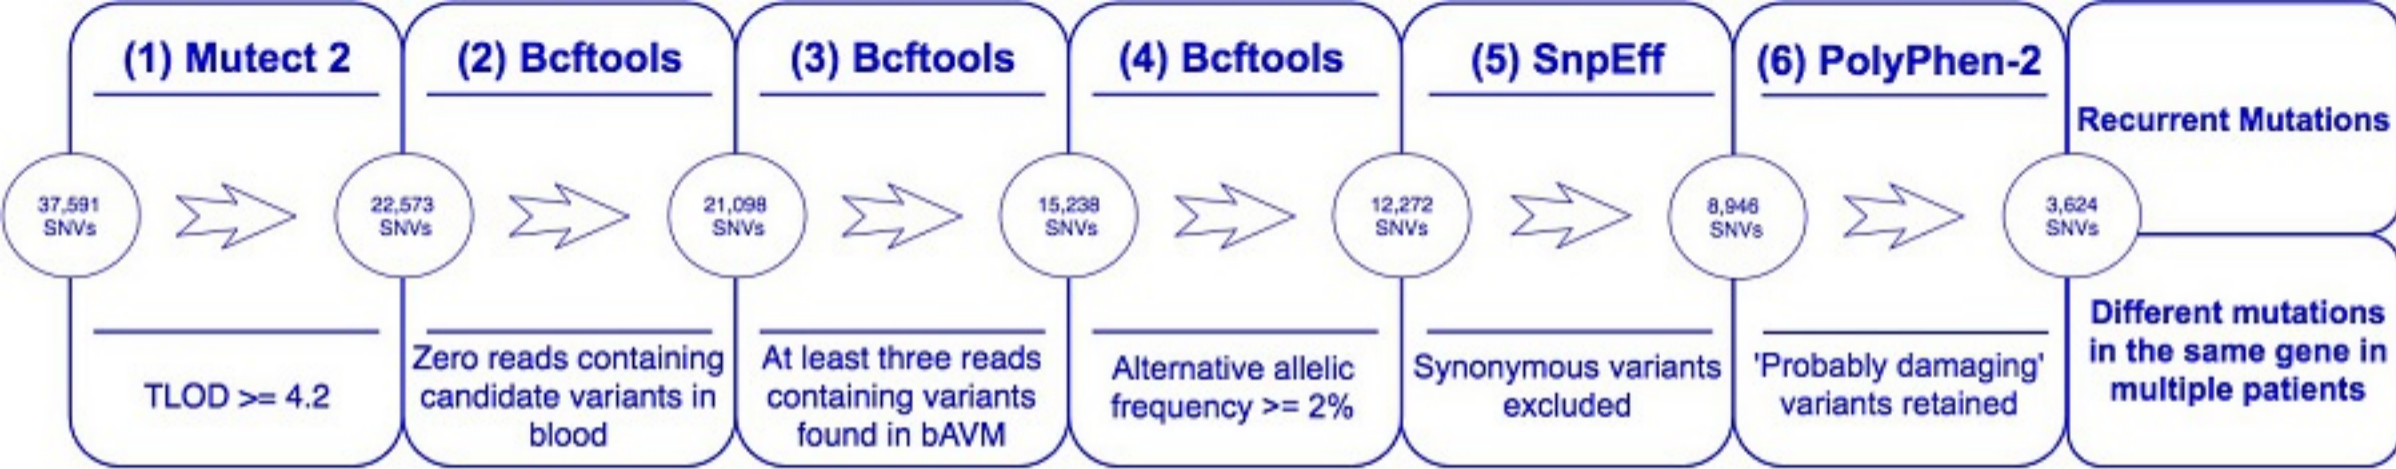 (1) Mutect 2
37,591
SNVs
TLOD >= 4.2
(2) Bcftools
22,573
SNVs
Zero reads containing
candidate variants in
blood
(3) Bcftools
21,098
SNVs
At least three reads
containing variants
found in bAVM
(4) Bcftools
15,238
SNVs
Alternative allelic
frequency >= 2%
(5) SnpEff
12,272
SNVs
Synonymous variants
excluded
(6) PolyPhen-2
8,946
SNVs
'Probably damaging'
variants retained
3,624
SNVs
Recurrent Mutations
Different mutations
in the same gene in
multiple patients